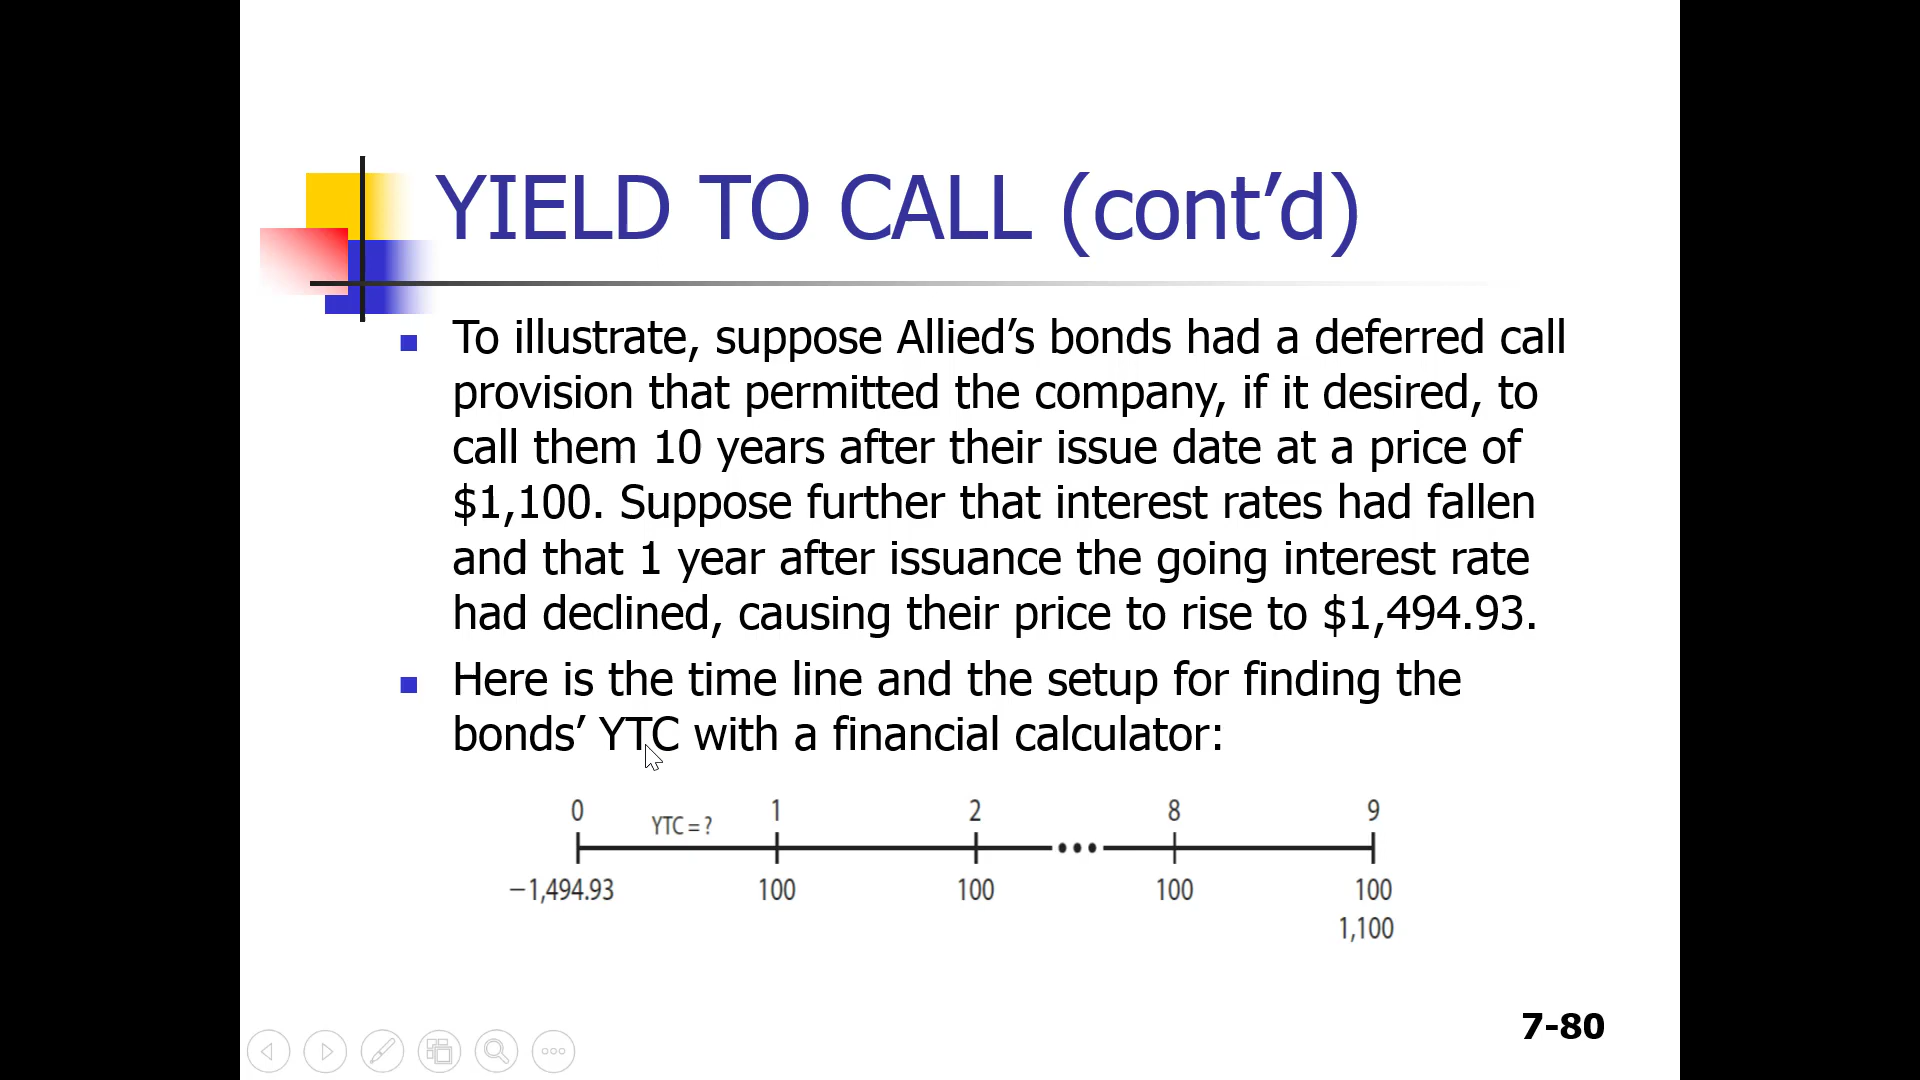 YIELD TO CALL (cont’d)
To illustrate, suppose Allied’s bonds had a deferred call
provision that permitted the company, if it desired, to
call them 10 years after their issue date at a price of
$1,100. Suppose further that interest rates had fallen
and that 1 year after issuance the going interest rate
had declined, causing their price to rise to $1,494.93.
Here is the time line and the setup for finding the
bonds’ YTC with a financial calculator:
0 1 2 8 9
YTC = ?
−1,494.93 100 100 100 100
1,100
7-80